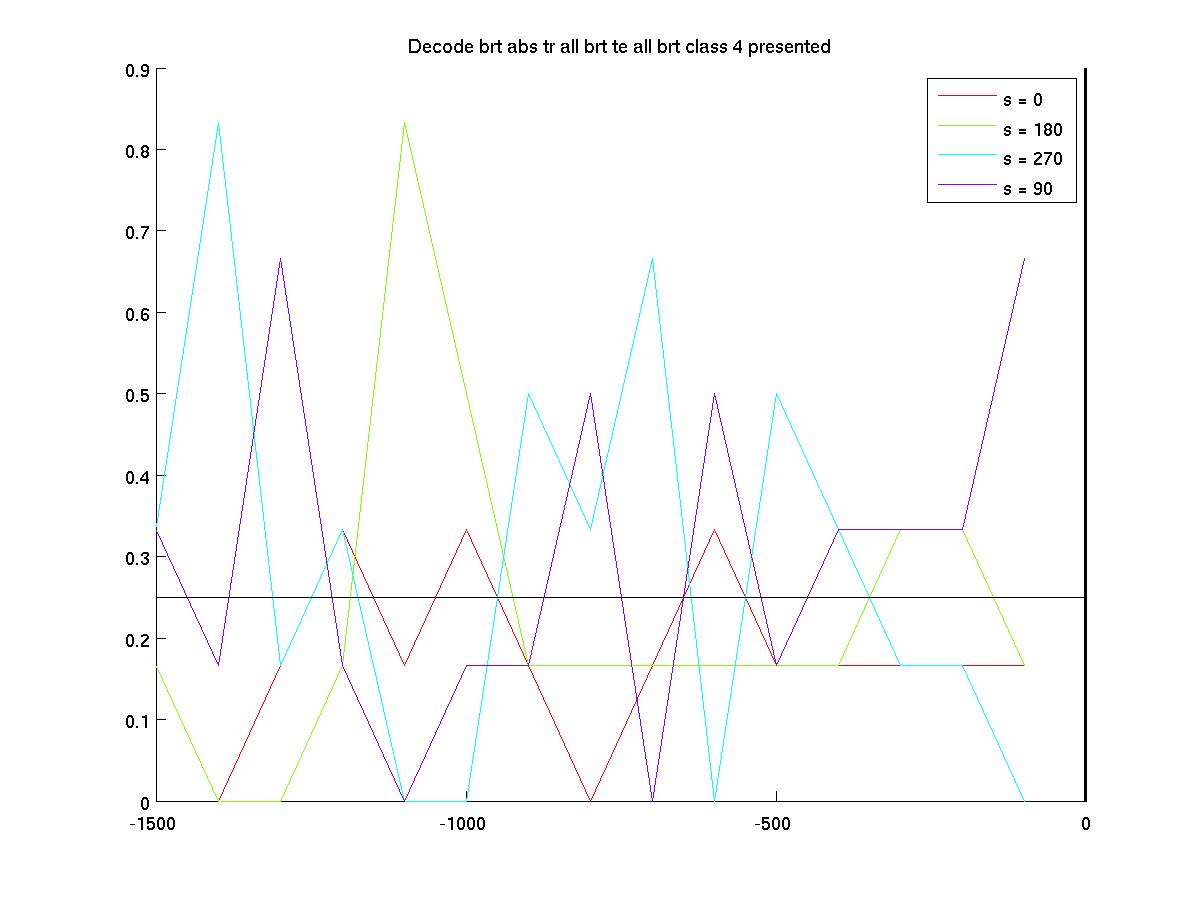 Decode brt abs tr all brt te all brt class 4 presented
0.9
0.8
0.7
0.6
0.5
0.4
0.3
0.2
0.1
0
-1500
-1000
-500
0
s = 0
s = 180
s = 270
s = 90